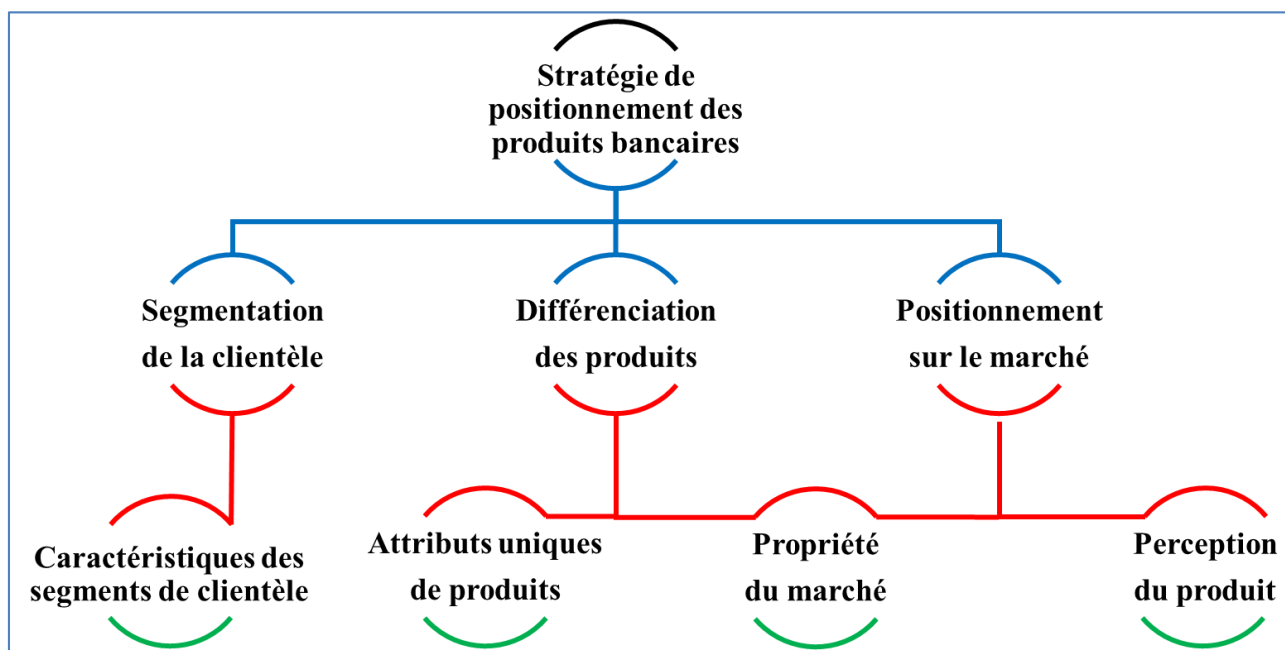 Stratégie de
positionnement des
produits bancaires
Segmentation
de la clientèle
Différenciation
des produits
Positionnement
sur le marché
Caractéristiques des
segments de clientèle
Attributs uniques
de produits
Propriété
du marché
Perception
du produit